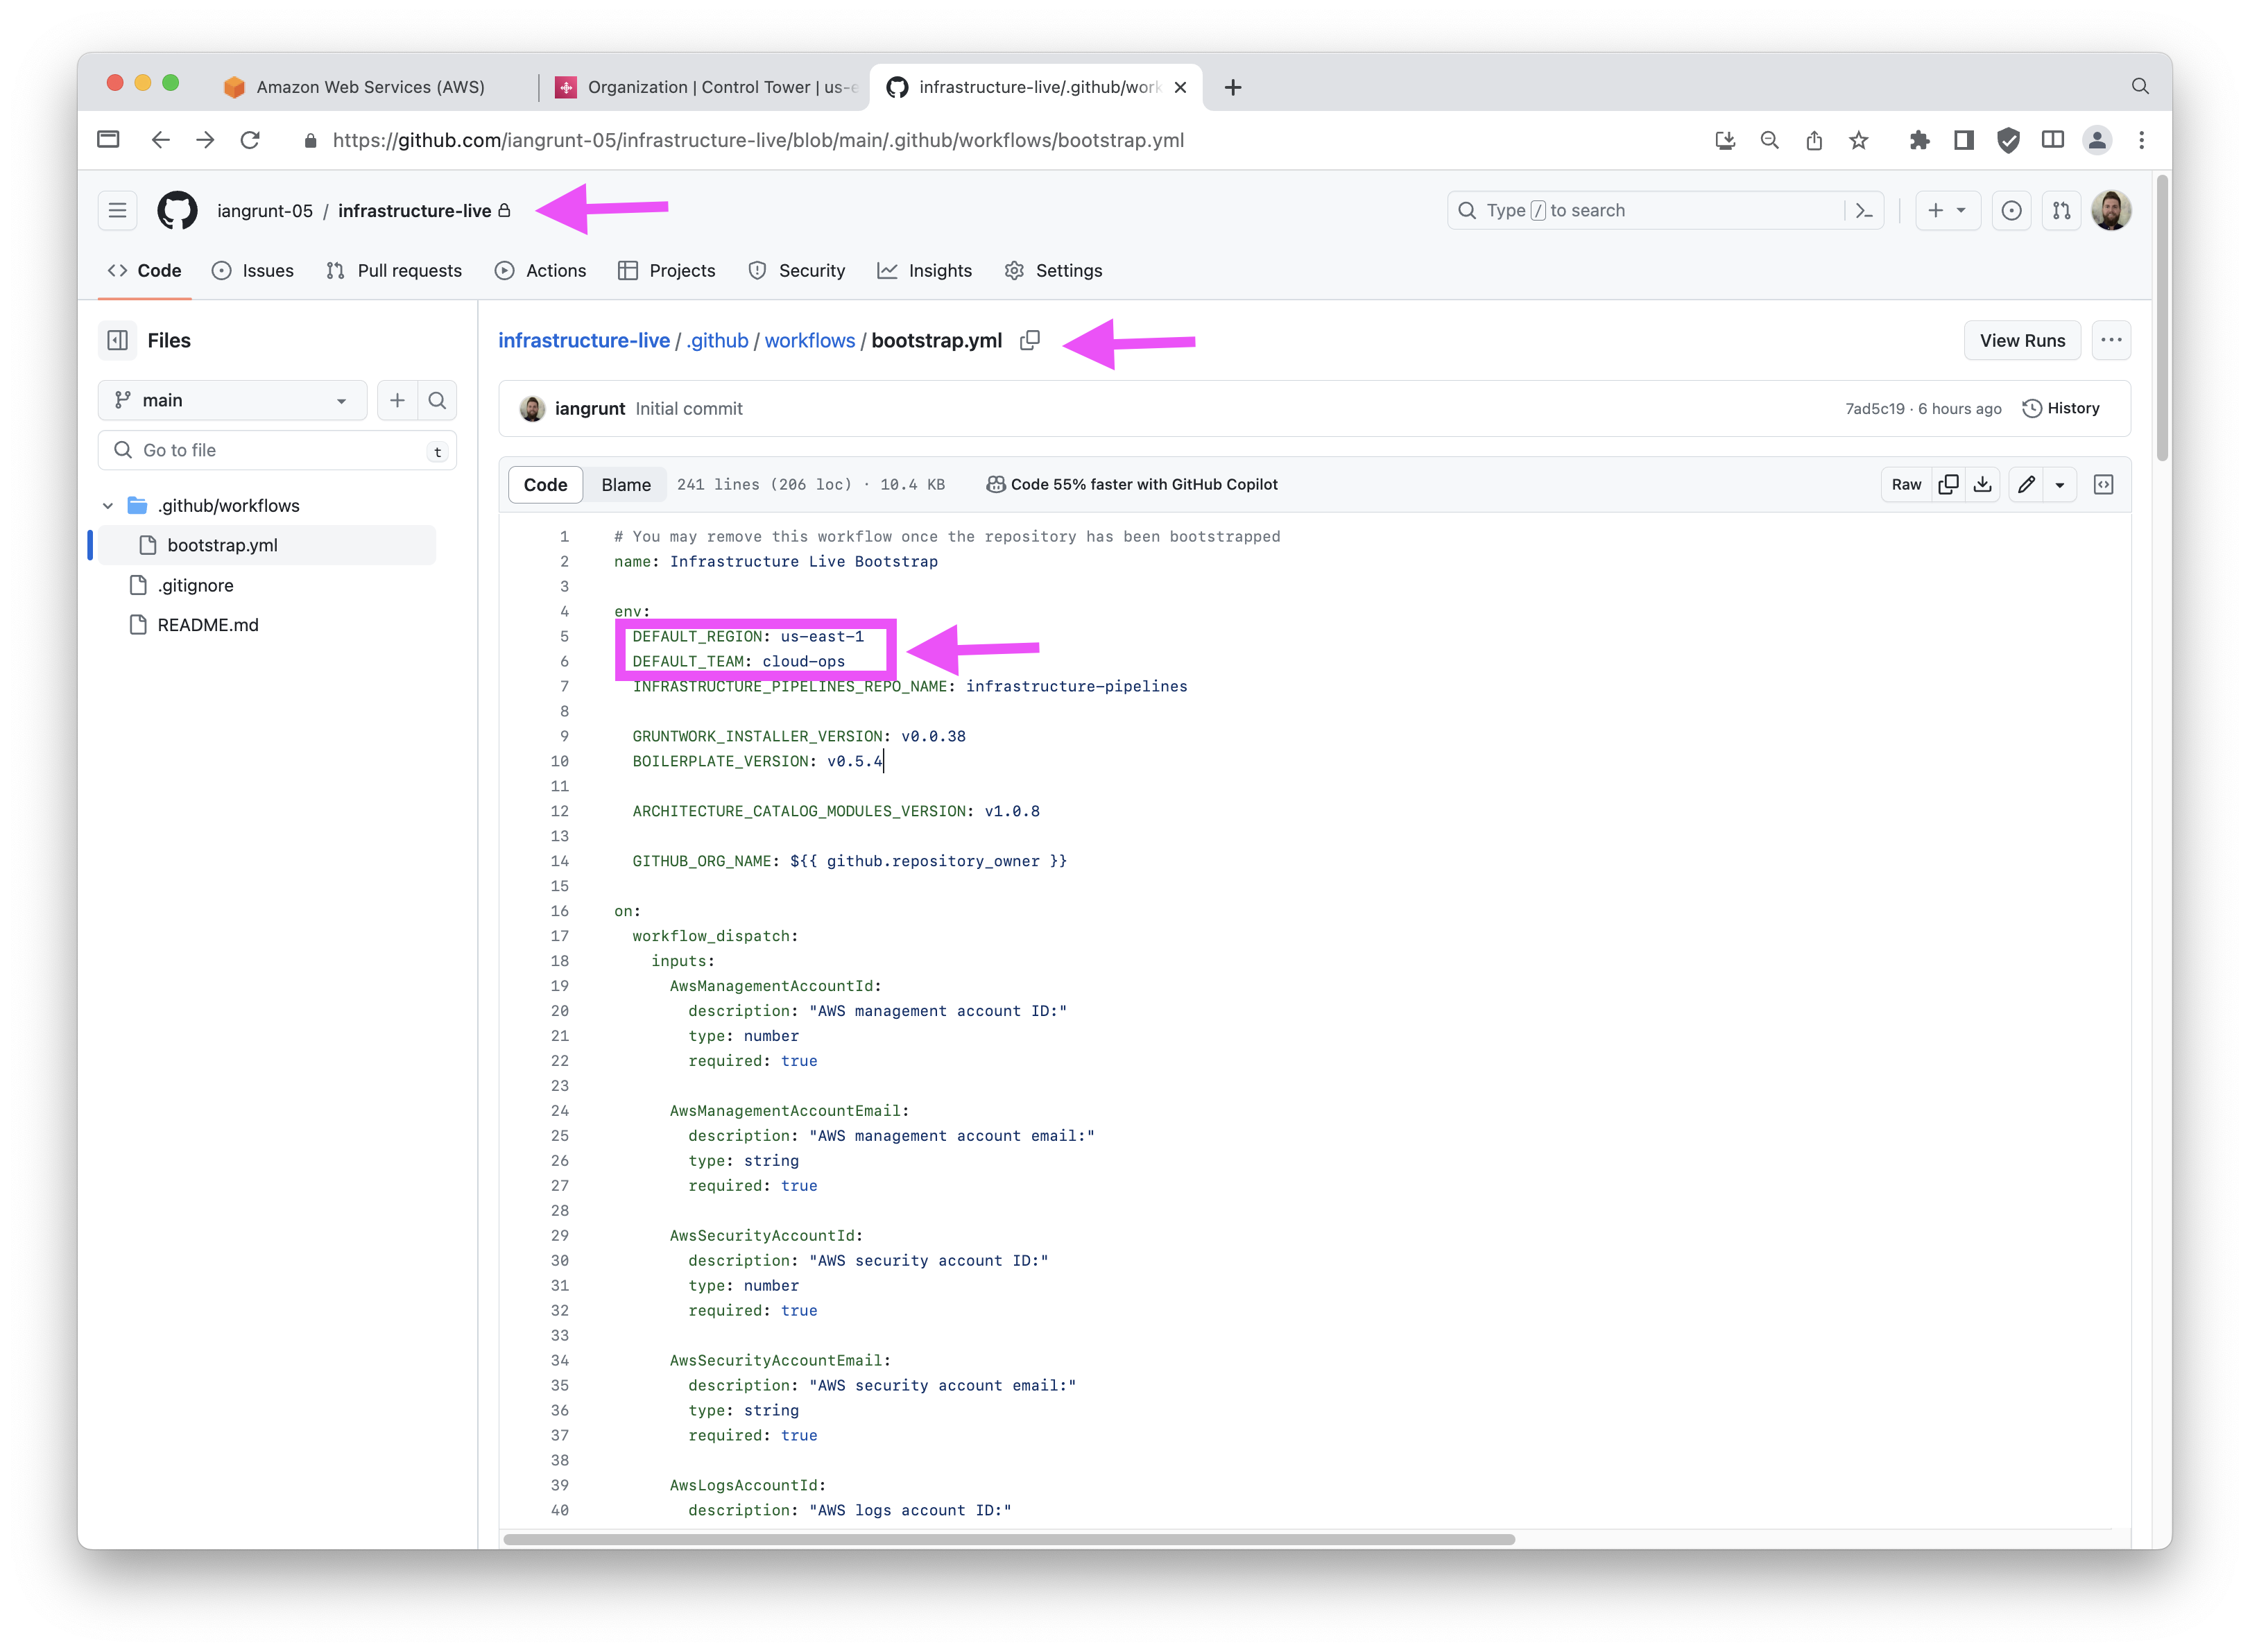 Amazon Web Services (AWS)
Organization | Control Tower | us-e
infrastructure-live/.github/work
https://github.com/iangrunt-05/infrastructure-live/blob/main/.github/workflows/bootstrap.yml
iangrunt-05 / infrastructure-live
Type / to search
Code
Issues
Pull requests
Actions
Projects
Security
Insights
Settings
Files
main
Go to file
t
.github/workflows
bootstrap.yml
.gitignore
README.md
infrastructure-live / .github / workflows / bootstrap.yml
View Runs
iangrunt Initial commit
7ad5c19 · 6 hours ago
History
Code
Blame
241 lines (206 loc) · 10.4 KB
Code 55% faster with GitHub Copilot
Raw
1 # You may remove this workflow once the repository has been bootstrapped
2 name: Infrastructure Live Bootstrap
3
4 env:
5 DEFAULT_REGION: us-east-1
6 DEFAULT_TEAM: cloud-ops
7 INFRASTRUCTURE_PIPELINES_REPO_NAME: infrastructure-pipelines
8
9 GRUNTWORK_INSTALLER_VERSION: v0.0.38
10 BOILERPLATE_VERSION: v0.5.4
11
12 ARCHITECTURE_CATALOG_MODULES_VERSION: v1.0.8
13
14 GITHUB_ORG_NAME: ${{ github.repository_owner }}
15
16 on:
17 workflow_dispatch:
18 inputs:
19 AwsManagementAccountId:
20 description: "AWS management account ID:"
21 type: number
22 required: true
23
24 AwsManagementAccountEmail:
25 description: "AWS management account email:"
26 type: string
27 required: true
28
29 AwsSecurityAccountId:
30 description: "AWS security account ID:"
31 type: number
32 required: true
33
34 AwsSecurityAccountEmail:
35 description: "AWS security account email:"
36 type: string
37 required: true
38
39 AwsLogsAccountId:
40 description: "AWS logs account ID:"